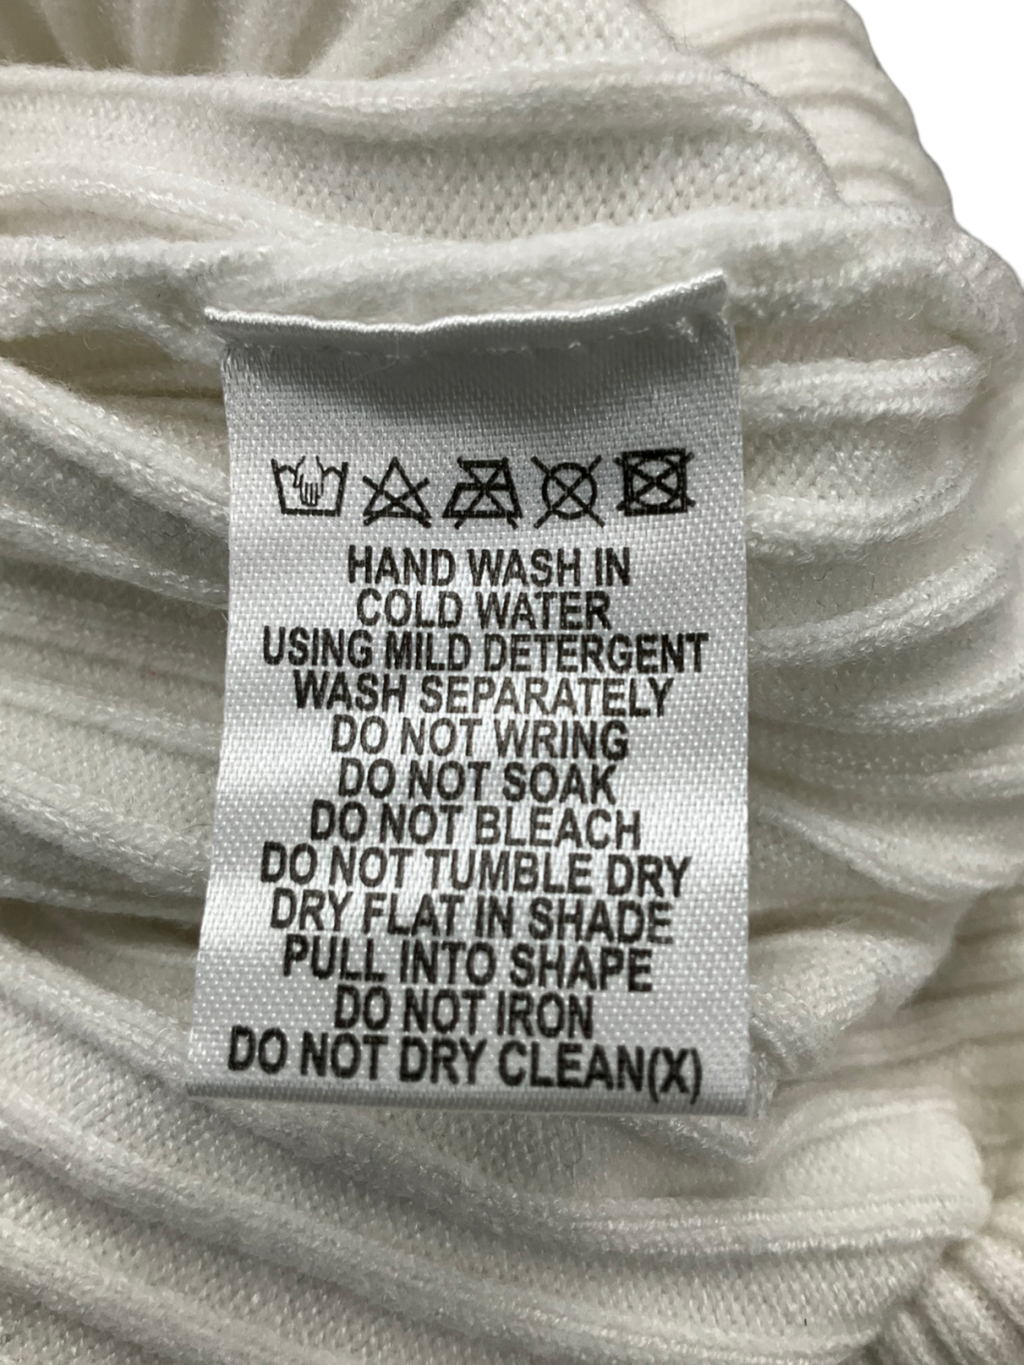 HAND WASH IN
COLD WATER
USING MILD DETERGENT
WASH SEPARATELY
DO NOT WRING
DO NOT SOAK
DO NOT BLEACH
DO NOT TUMBLE DRY
DRY FLAT IN SHADE
PULL INTO SHAPE
DO NOT IRON
DO NOT DRY CLEAN(X)